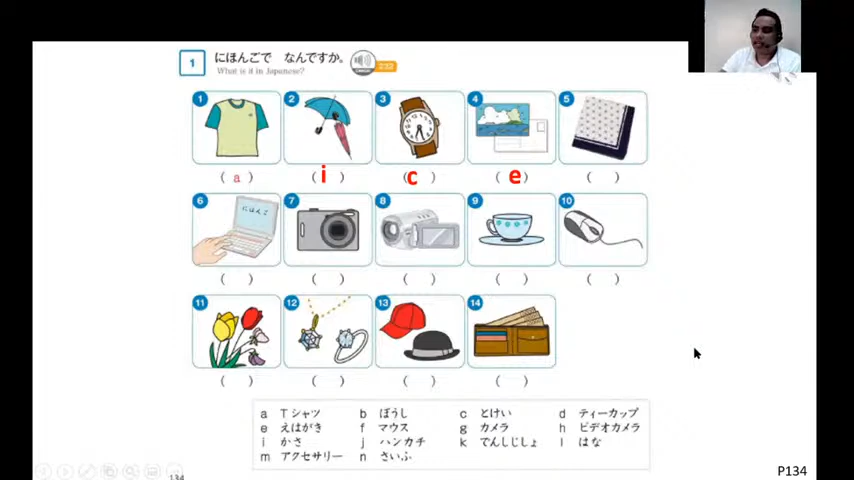 1 にほんごで なんですか。
What is it in Japanese?
232
1 2 3 4 5
( a ) ( i ) ( c ) ( e ) ( )
6 7 8 9 10
にほんご
( ) ( ) ( ) ( ) ( )
11 12 13 14
( ) ( ) ( ) ( )
a Tシャツ b ぼうし c とけい d ティーカップ
e えはがき f マウス g カメラ h ビデオカメラ
i かさ j ハンカチ k でんしじしょ l はな
m アクセサリー n さいふ
134
P134